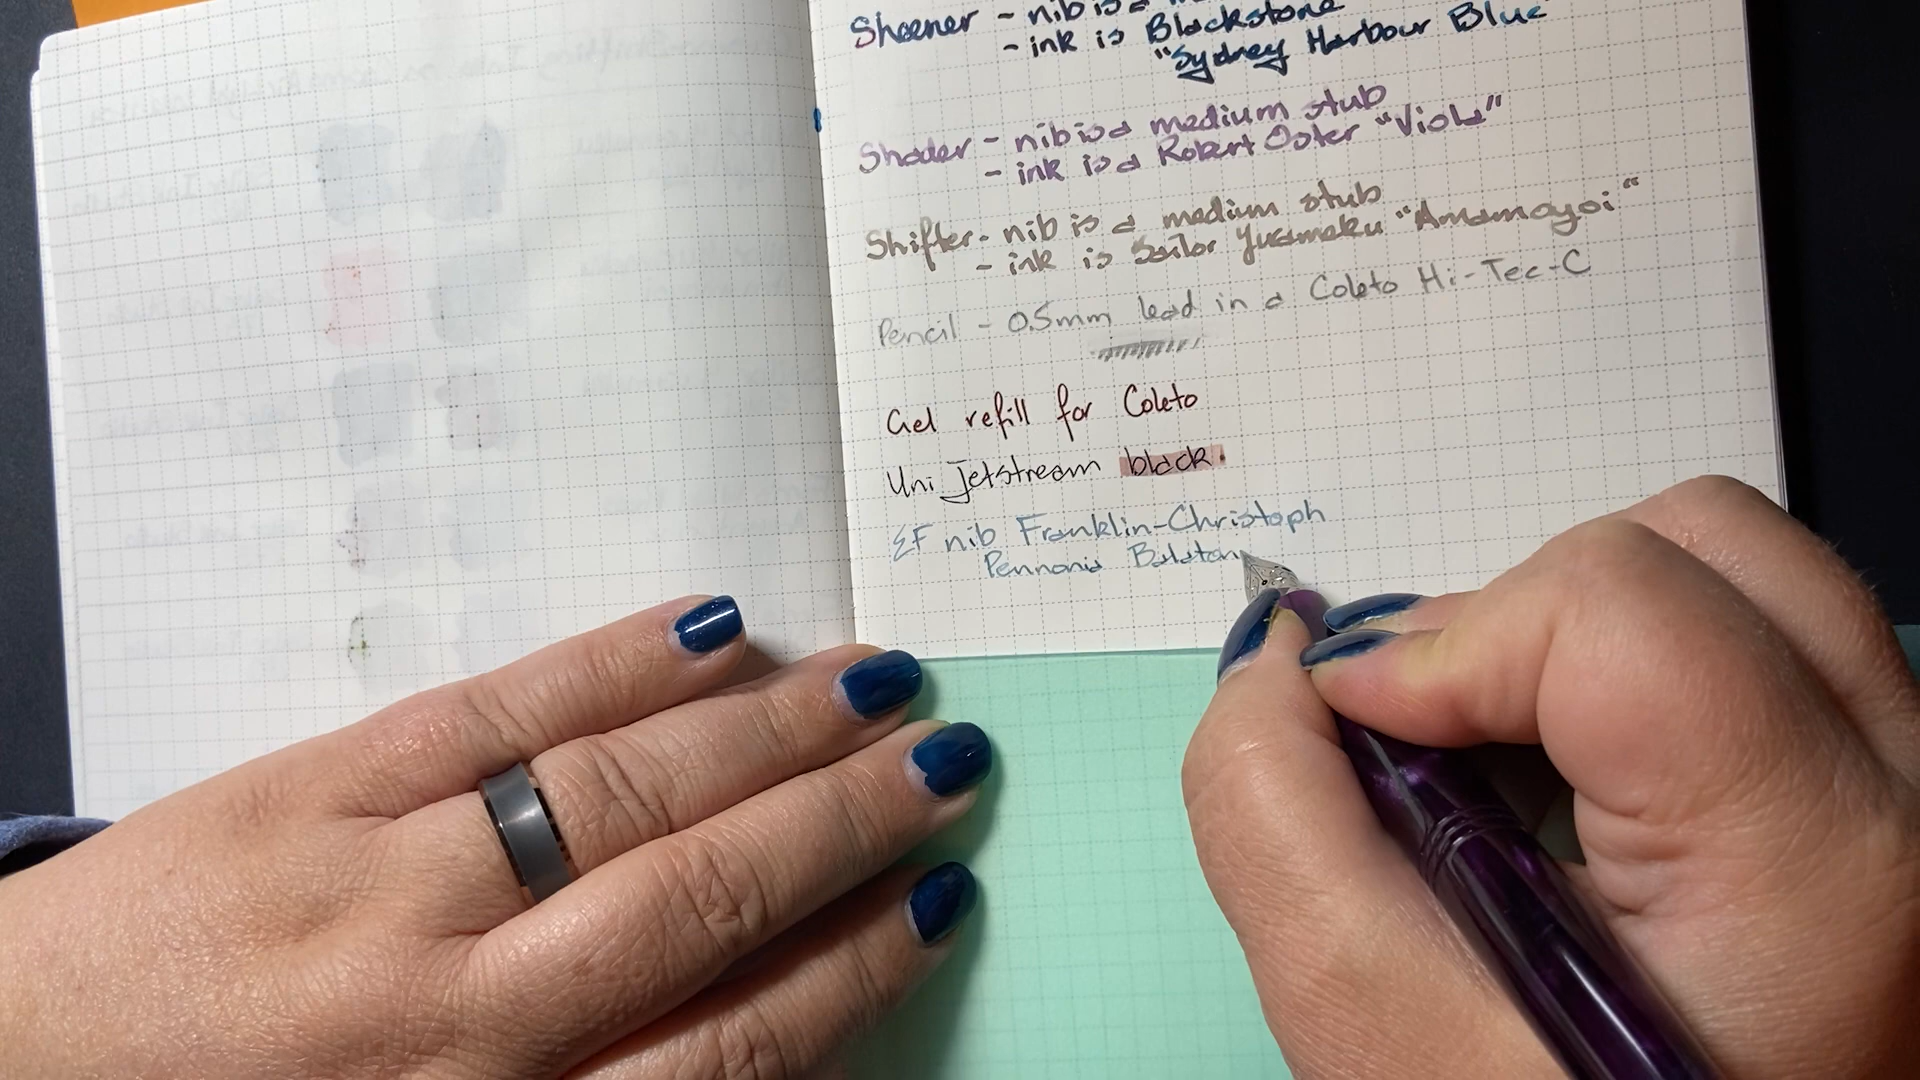 Sheener - nib is a
- ink is Blackstone
"Sydney Harbour Blue"
Shader - nib is a medium stub
- ink is a Robert Oster "Viola"
Shifter - nib is a medium stub
- ink is Sailor Yurameku "Amamoyoi"
Pencil - 0.5mm lead in a Coleto Hi-Tec-C
Gel refill for Coleto
Uni Jetstream black.
EF nib Franklin-Christoph
Pennonia Balaton